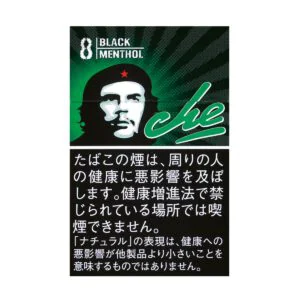 8 BLACK
MENTHOL
che
たばこの煙は、周りの人
の健康に悪影響を及ぼ
します。健康増進法で禁
じられている場所では喫
煙できません。
「ナチュラル」の表現は、健康への
悪影響が他製品より小さいことを
意味するものではありません。